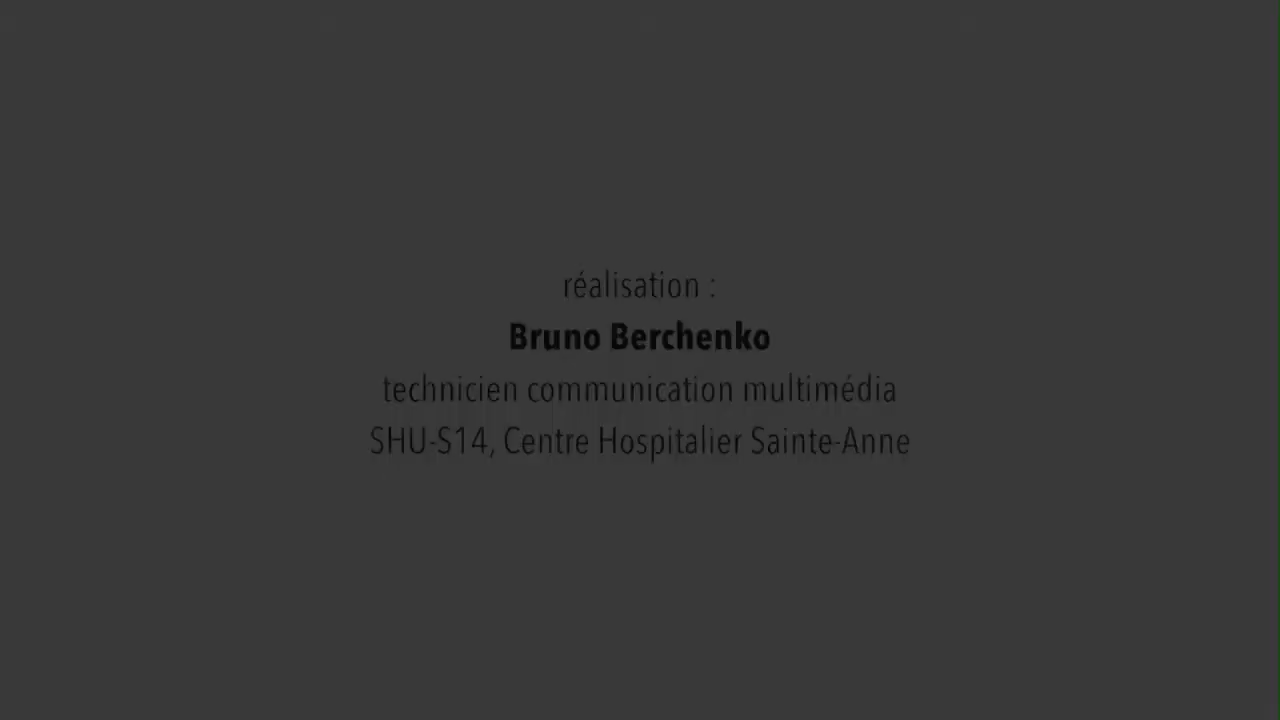 réalisation :
Bruno Berchenko
technicien communication multimédia
SHU-S14, Centre Hospitalier Sainte-Anne